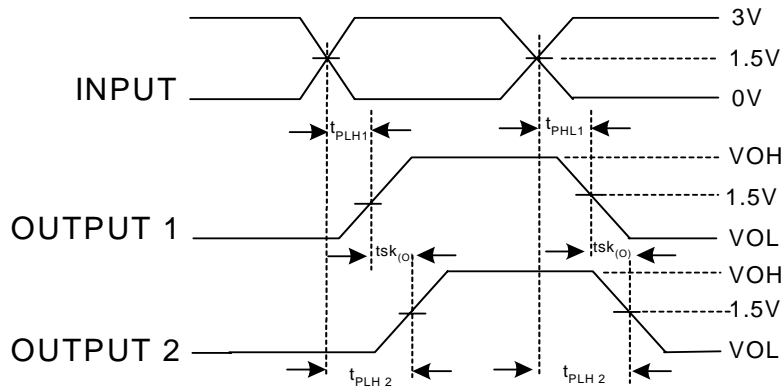 3V
1.5V
INPUT
0V
tPLH1 tPHL1
VOH
1.5V
OUTPUT 1
VOL
tsk(O) tsk(O)
VOH
1.5V
OUTPUT 2
VOL
tPLH 2 tPLH 2